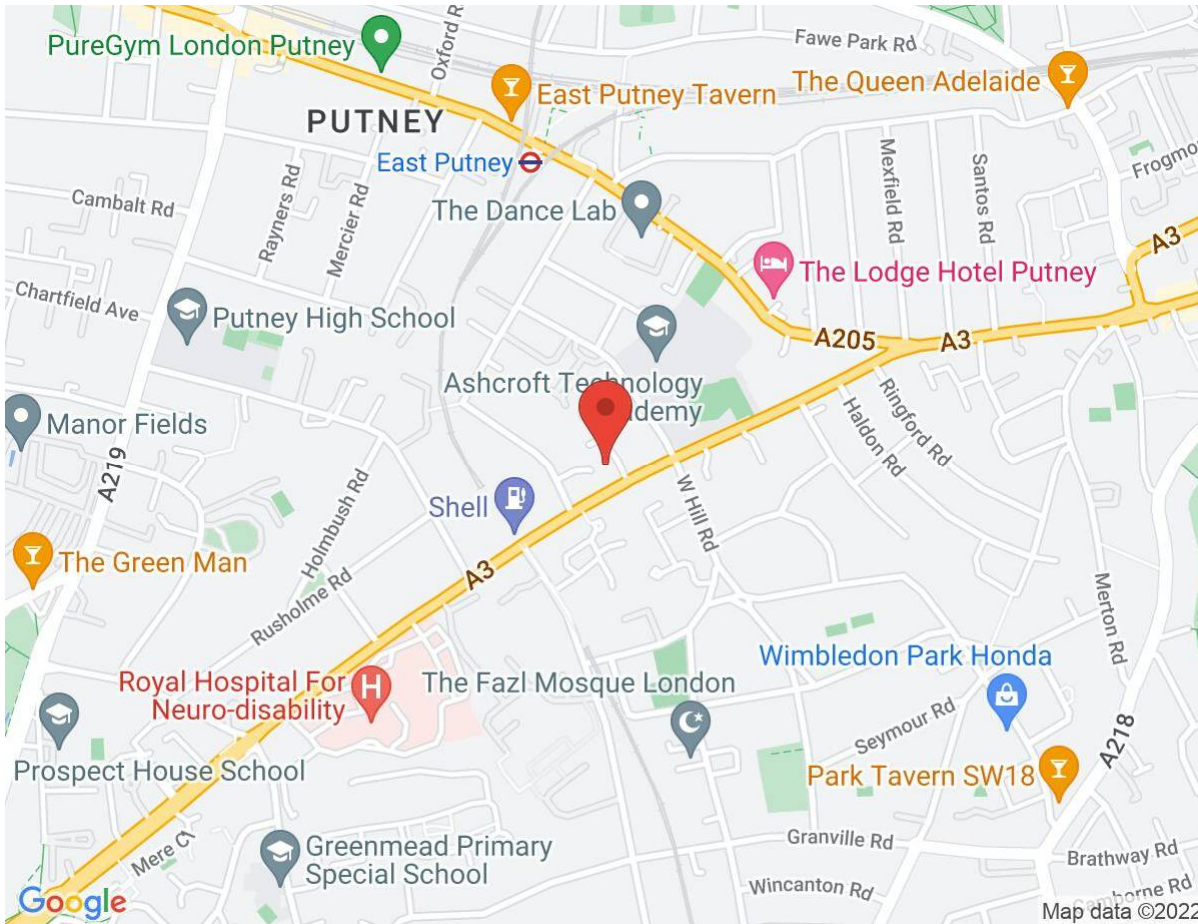 Fawe Park Rd
PureGym London Putney
Oxford R
The Queen Adelaide
East Putney Tavern
PUTNEY
East Putney
Frogmo
Cambalt Rd
Rayners Rd
Mercier Rd
The Dance Lab
Mexfield Rd
Santos Rd
A3
The Lodge Hotel Putney
Chartfield Ave
Putney High School
A205
A3
Ashcroft Technology
demy
Ringford Rd
Haldon Rd
Manor Fields
A219
Holmbush Rd
Shell
W Hill Rd
The Green Man
A3
Rusholme Rd
Merton Rd
Wimbledon Park Honda
Royal Hospital For
Neuro-disability
The Fazl Mosque London
Seymour Rd
A218
Prospect House School
Park Tavern SW18
Mere Cl
Greenmead Primary
Special School
Granville Rd
Brathway Rd
Wincanton Rd
Google
Map data ©2022